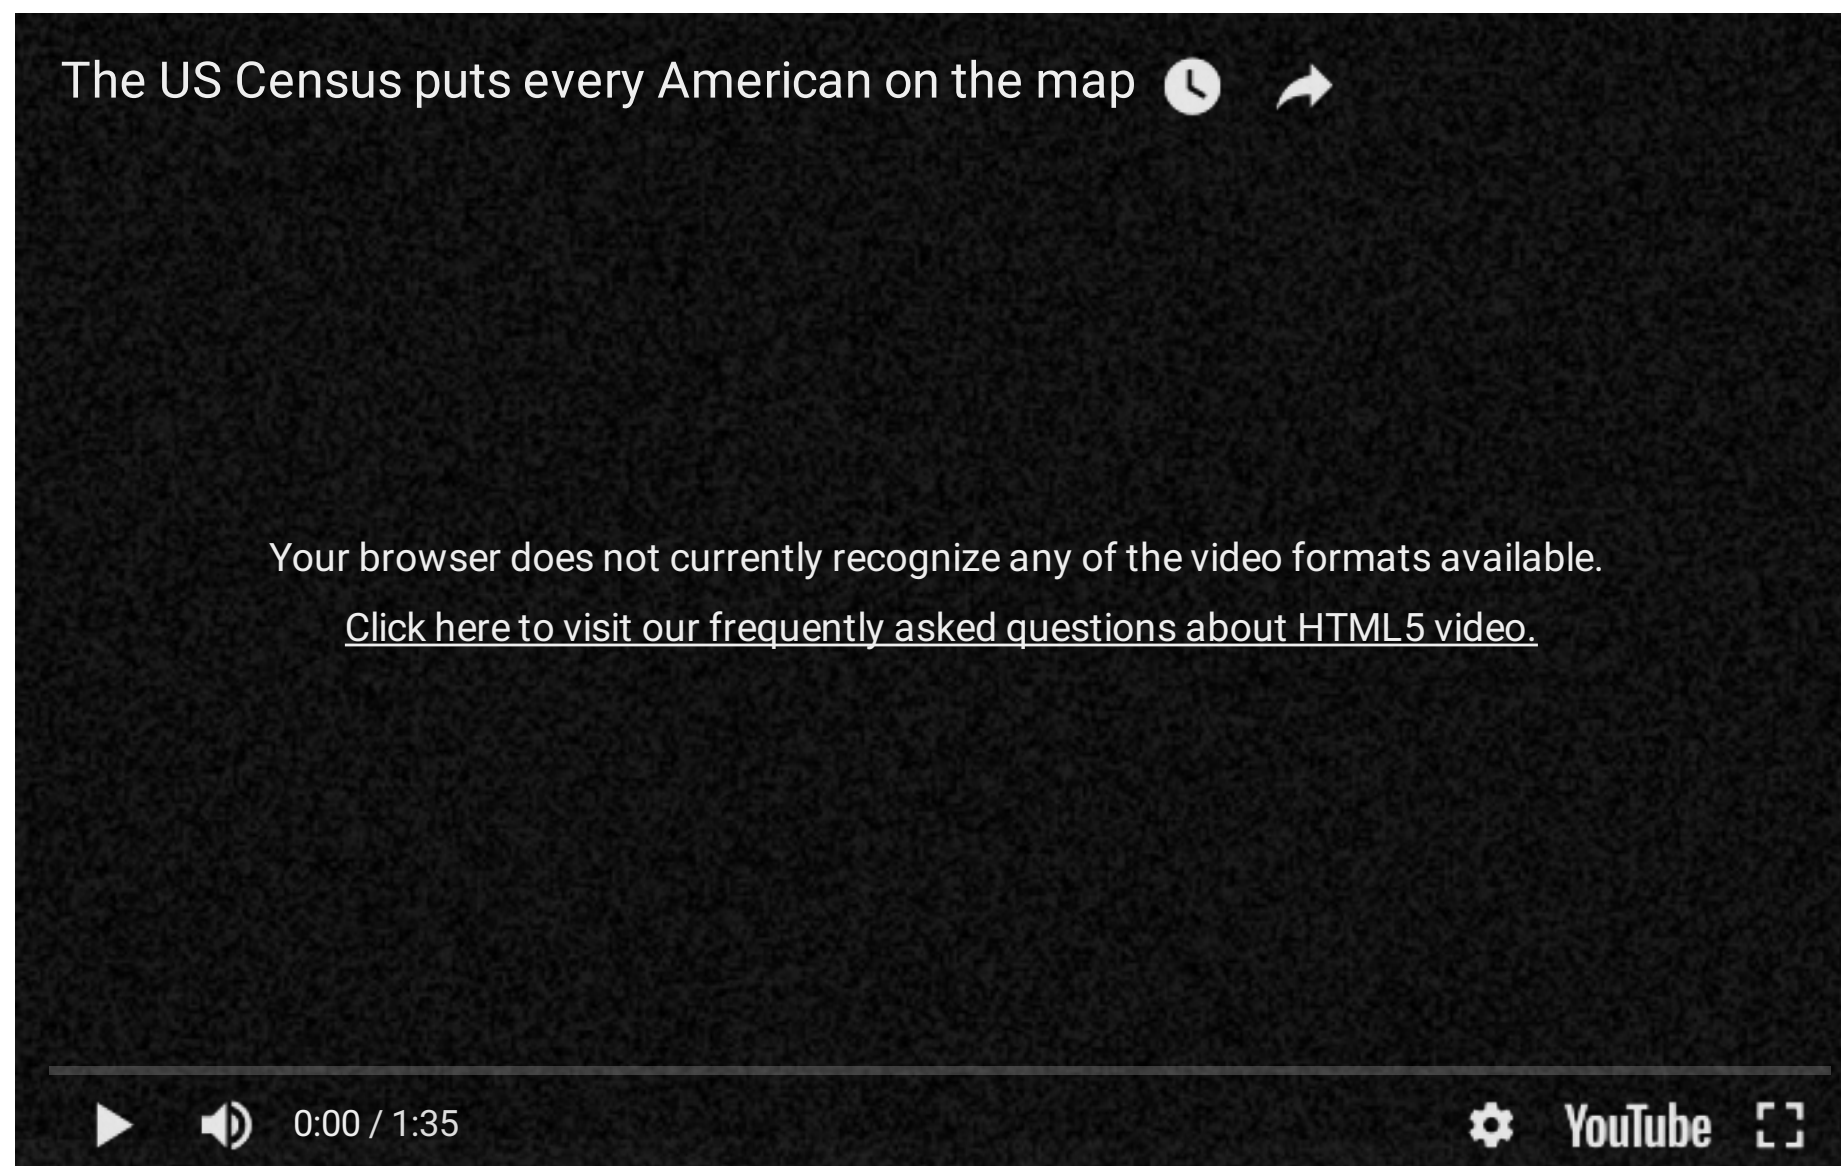 The US Census puts every American on the map
Your browser does not currently recognize any of the video formats available.
Click here to visit our frequently asked questions about HTML5 video.
0:00 / 1:35
YouTube